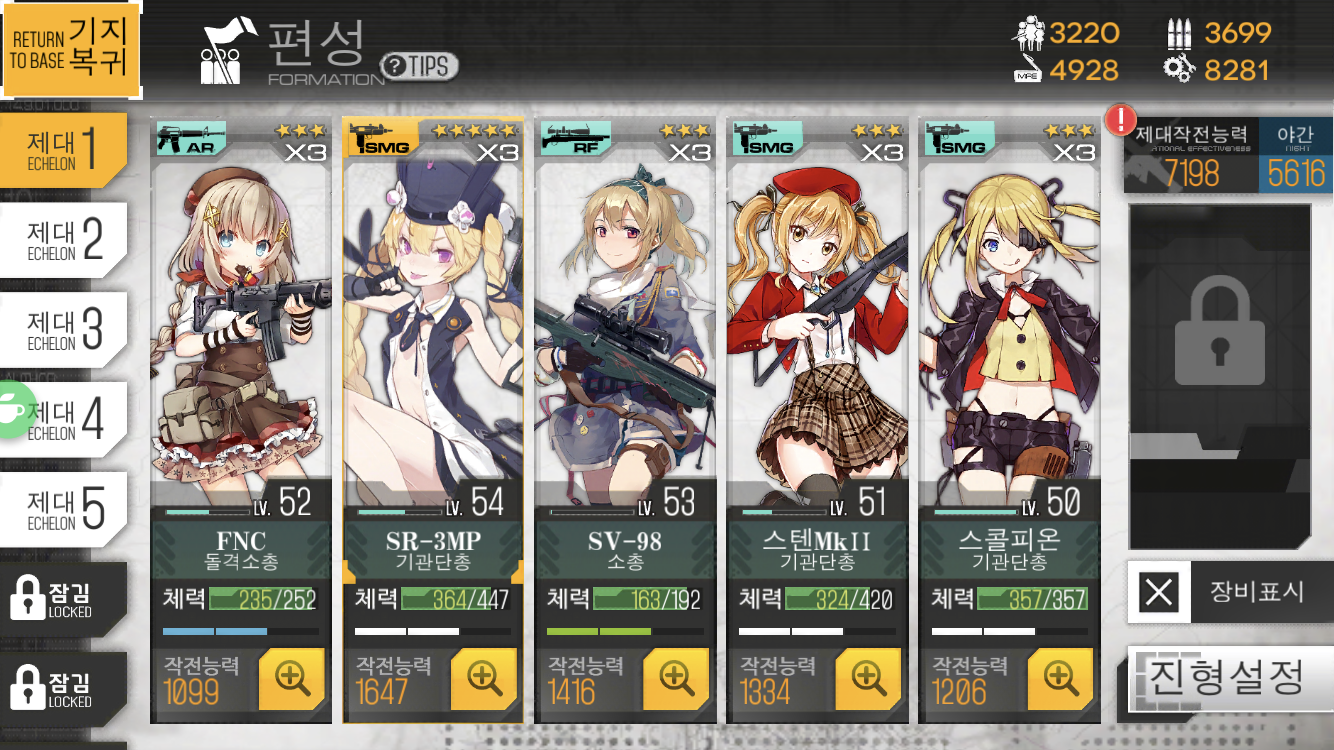 RETURN TO BASE 기지 복귀
편성
FORMATION
?TIPS
3220
3699
4928
8281
MRE
제대 1
ECHELON
제대 2
ECHELON
제대 3
ECHELON
제대 4
ECHELON
제대 5
ECHELON
잠김
LOCKED
잠김
LOCKED
AR
X3
LV. 52
FNC
돌격소총
체력 235/252
작전능력
1099
SMG
X3
LV. 54
SR-3MP
기관단총
체력 364/447
작전능력
1647
RF
X3
LV. 53
SV-98
소총
체력 163/192
작전능력
1416
SMG
X3
LV. 51
스텐MkII
기관단총
체력 324/420
작전능력
1334
SMG
X3
LV. 50
스콜피온
기관단총
체력 357/357
작전능력
1206
!
제대작전능력
EFFECTIVENESS
7198
야간
NIGHT
5616
장비표시
진형설정